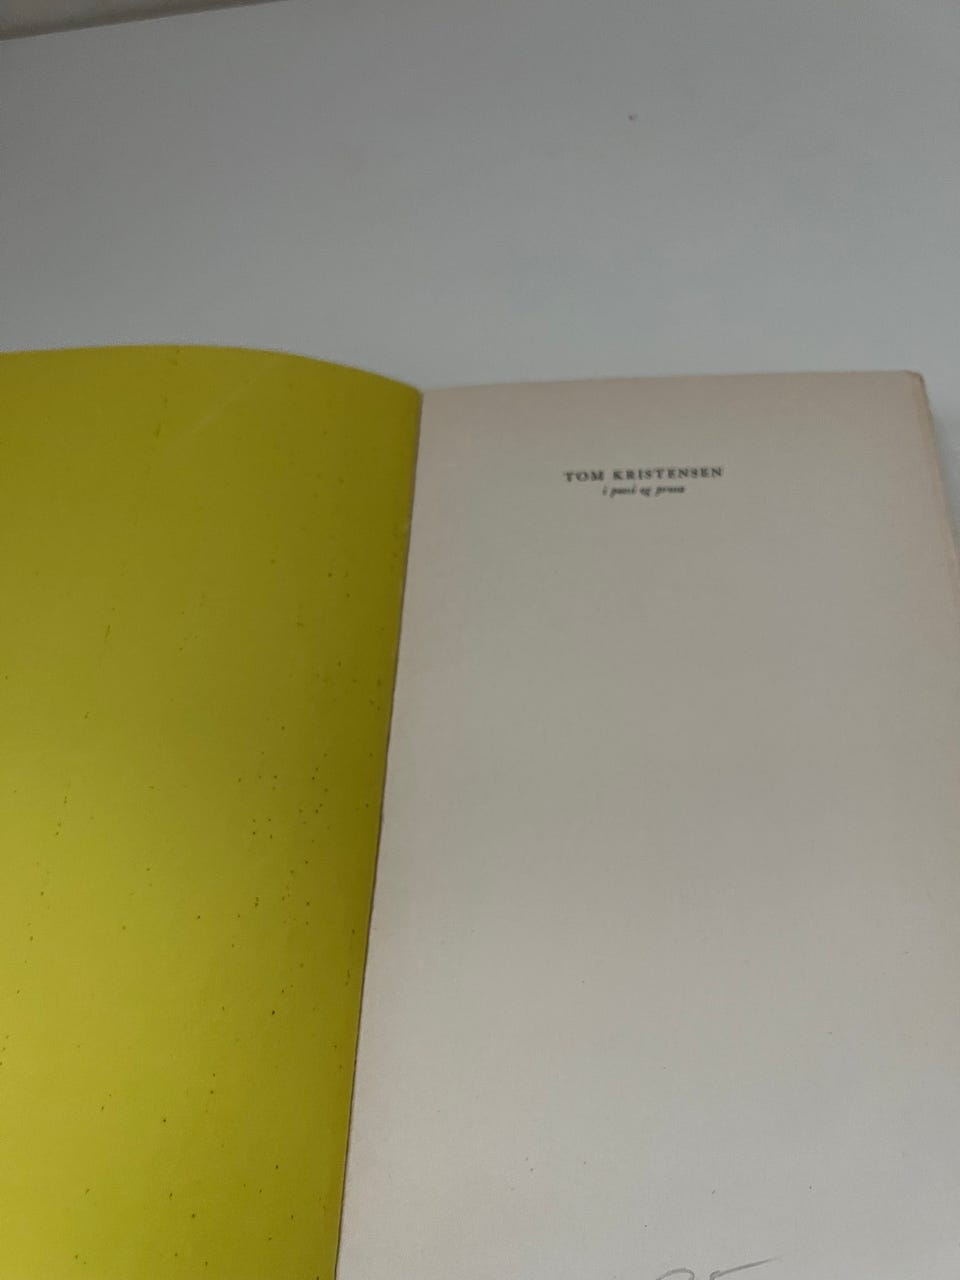 TOM KRISTENSEN
i poesi og prosa